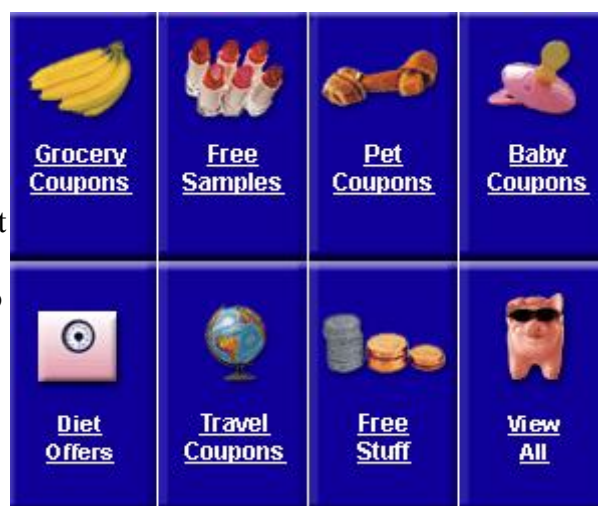 Grocery
Coupons
Free
Samples
Pet
Coupons
Baby
Coupons
t
Diet
Offers
Travel
Coupons
Free
Stuff
View
All